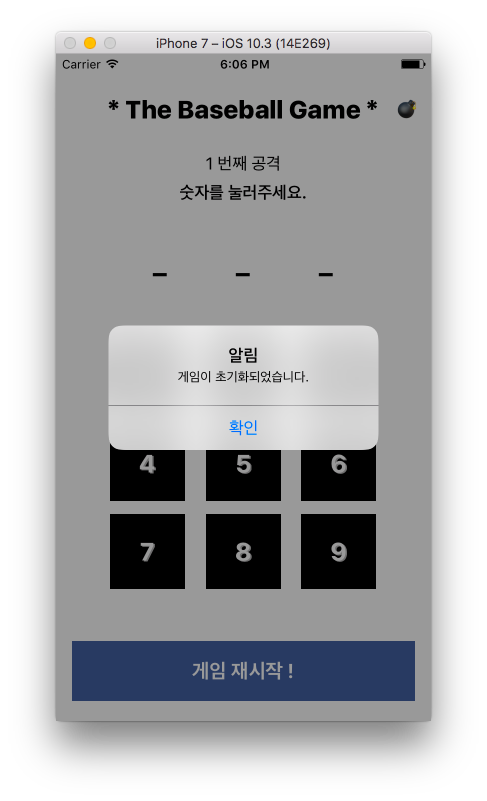 iPhone 7 – iOS 10.3 (14E269)
Carrier 6:06 PM
* The Baseball Game *
1 번째 공격
숫자를 눌러주세요.
– – –
알림
게임이 초기화되었습니다.
확인
4 5 6
7 8 9
게임 재시작 !